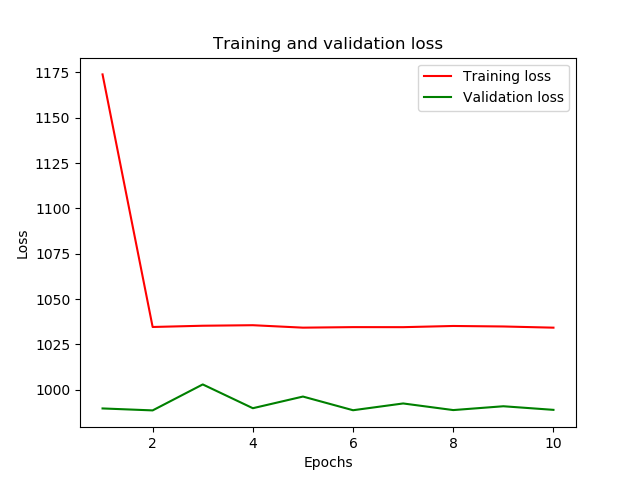 Training and validation loss
1175
1150
1125
1100
1075
1050
1025
1000
Loss
Training loss
Validation loss
2
4
6
8
10
Epochs